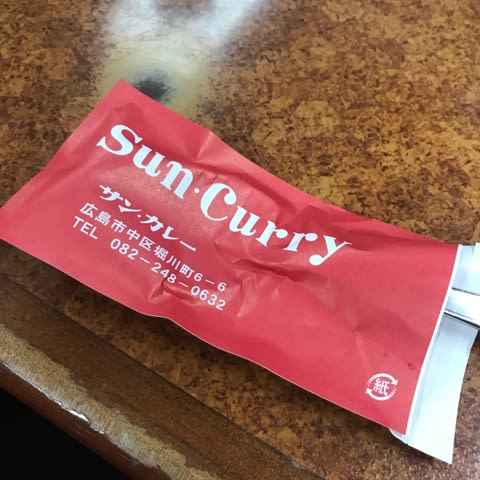 Sun・Curry
サン・カレー
広島市中区堀川町6－6
TEL 082－248－0632
紙